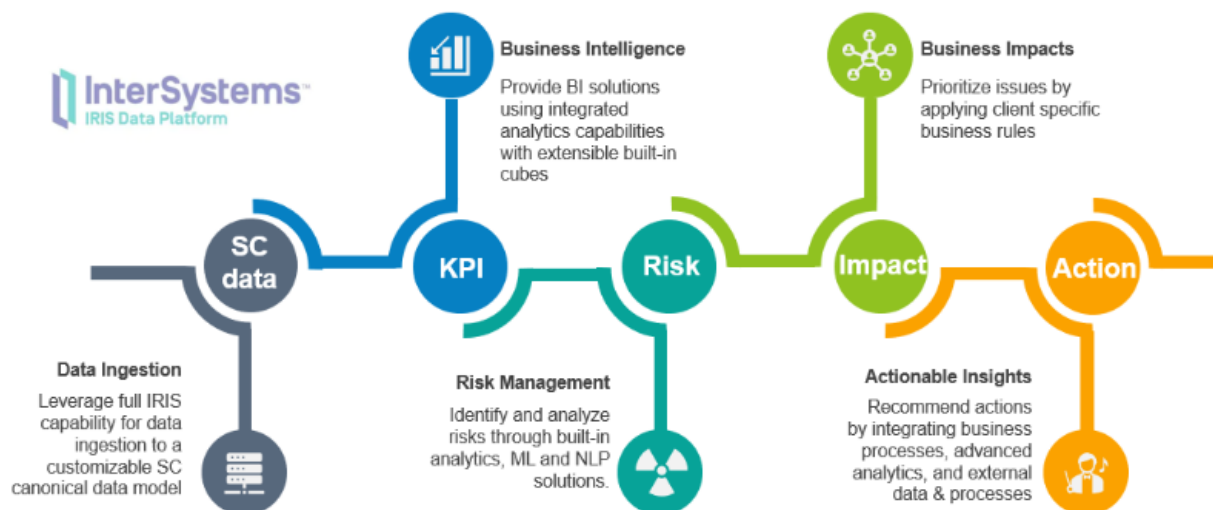 InterSystems™
IRIS Data Platform
Business Intelligence
Provide BI solutions
using integrated
analytics capabilities
with extensible built-in
cubes
Business Impacts
Prioritize issues by
applying client specific
business rules
SC
data
KPI
Risk
Impact
Action
Data Ingestion
Leverage full IRIS
capability for data
ingestion to a
customizable SC
canonical data model
Risk Management
Identify and analyze
risks through built-in
analytics, ML and NLP
solutions.
Actionable Insights
Recommend actions
by integrating business
processes, advanced
analytics, and external
data & processes